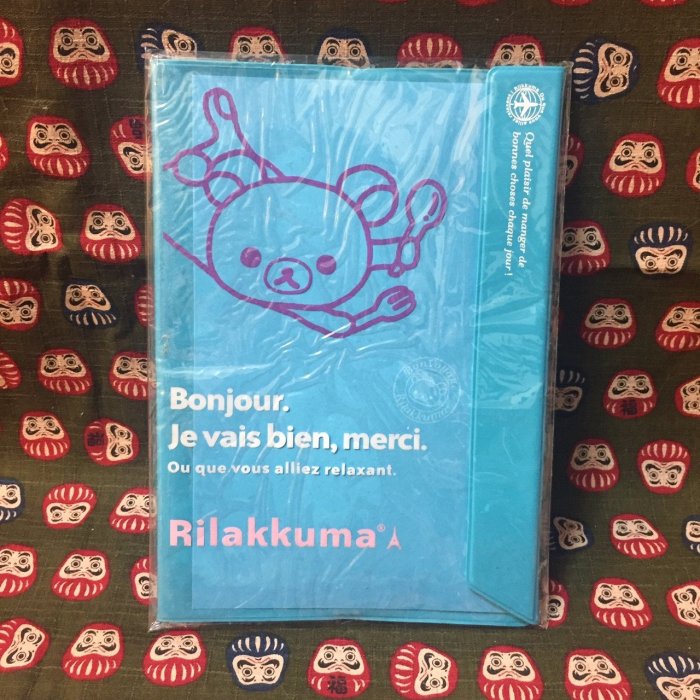 Quel plaisir de manger de
bonnes choses chaque jour !
Bonjour.
Je vais bien, merci.
Ou que vous alliez relaxant.
Rilakkuma®